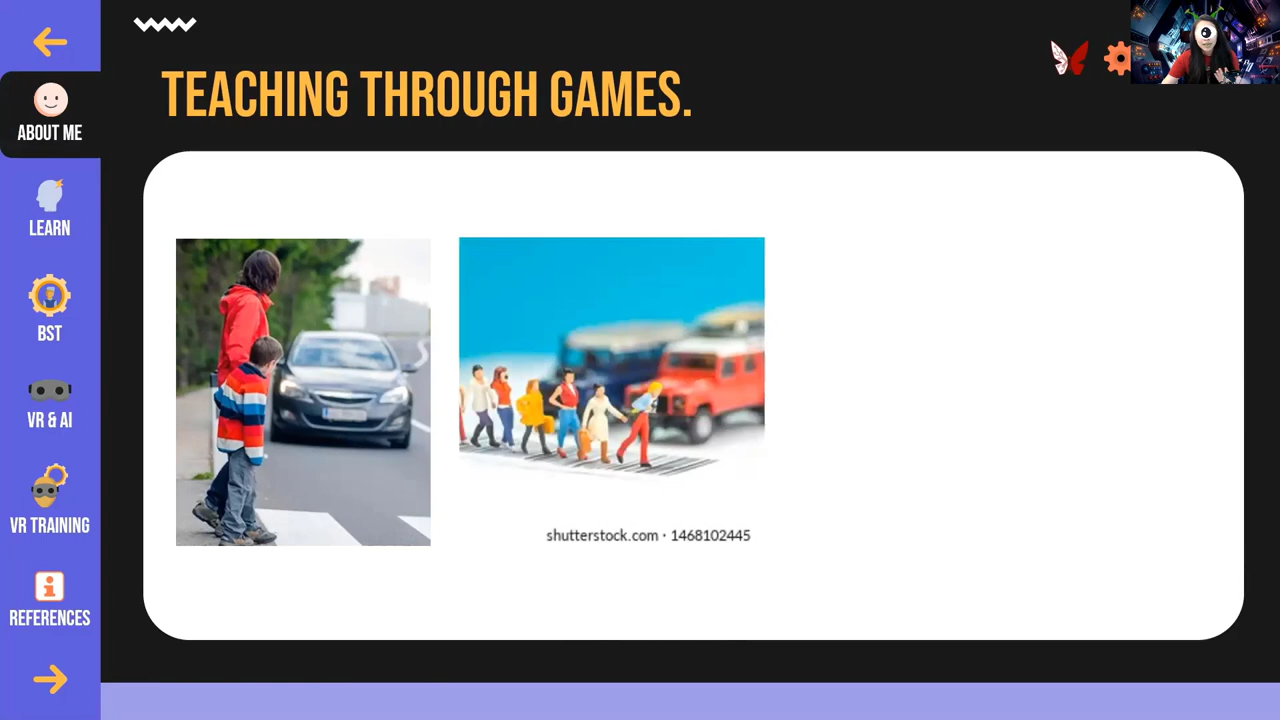 TEACHING THROUGH GAMES.
ABOUT ME
LEARN
BST
VR & AI
VR TRAINING
REFERENCES
shutterstock.com · 1468102445